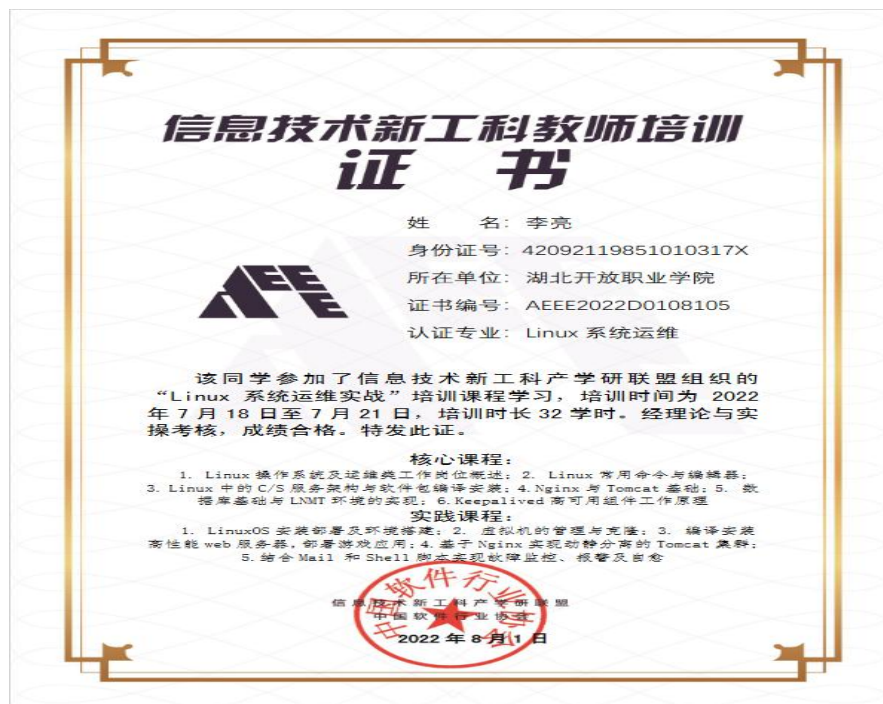 信息技术新工科教师培训
证 书
姓 名：李亮
身份证号：42092119851010317X
所在单位：湖北开放职业学院
证书编号：AEEE2022D0108105
认证专业：Linux 系统运维
AEEE
该同学参加了信息技术新工科产学研联盟组织的
“Linux 系统运维实战”培训课程学习，培训时间为 2022
年 7 月 18 日至 7 月 21 日，培训时长 32 学时。经理论与实
操考核，成绩合格。特发此证。
核心课程：
1. Linux 操作系统及运维类工作岗位概述；2. Linux 常用命令与编辑器；
3. Linux 中的 C/S 服务架构与软件包编译安装；4. Nginx 与 Tomcat 基础；5. 数
据库基础与 LNMT 环境的实现；6. Keepalived 高可用组件工作原理
实践课程：
1. LinuxOS 安装部署及环境搭建；2. 虚拟机的管理与克隆；3. 编译安装
高性能 web 服务器，部署游戏应用；4. 基于 Nginx 实现动静分离的 Tomcat 集群；
5. 结合 Mail 和 Shell 脚本实现故障监控、报警及自愈
信息技术新工科产学研联盟
中国软件行业协会
2022 年 8 月 1 日
中国软件行业协会